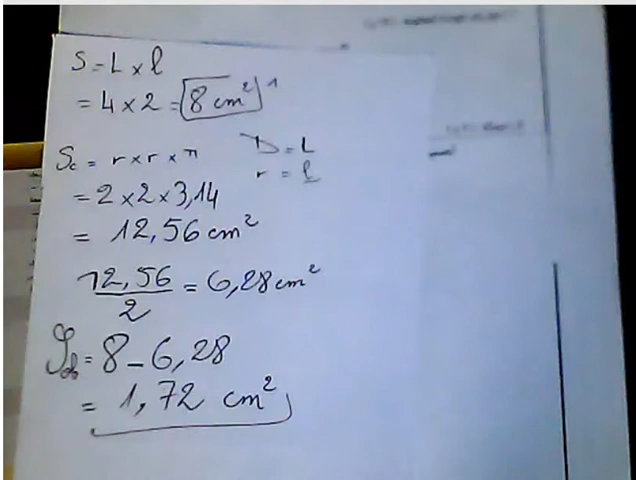 S = L × l
= 4 × 2 = 8 cm² 1
Sc = r × r × π
D = L
r = l
= 2 × 2 × 3,14
= 12,56 cm²
12,56
2
= 6,28 cm²
= 8 - 6,28
= 1,72 cm²